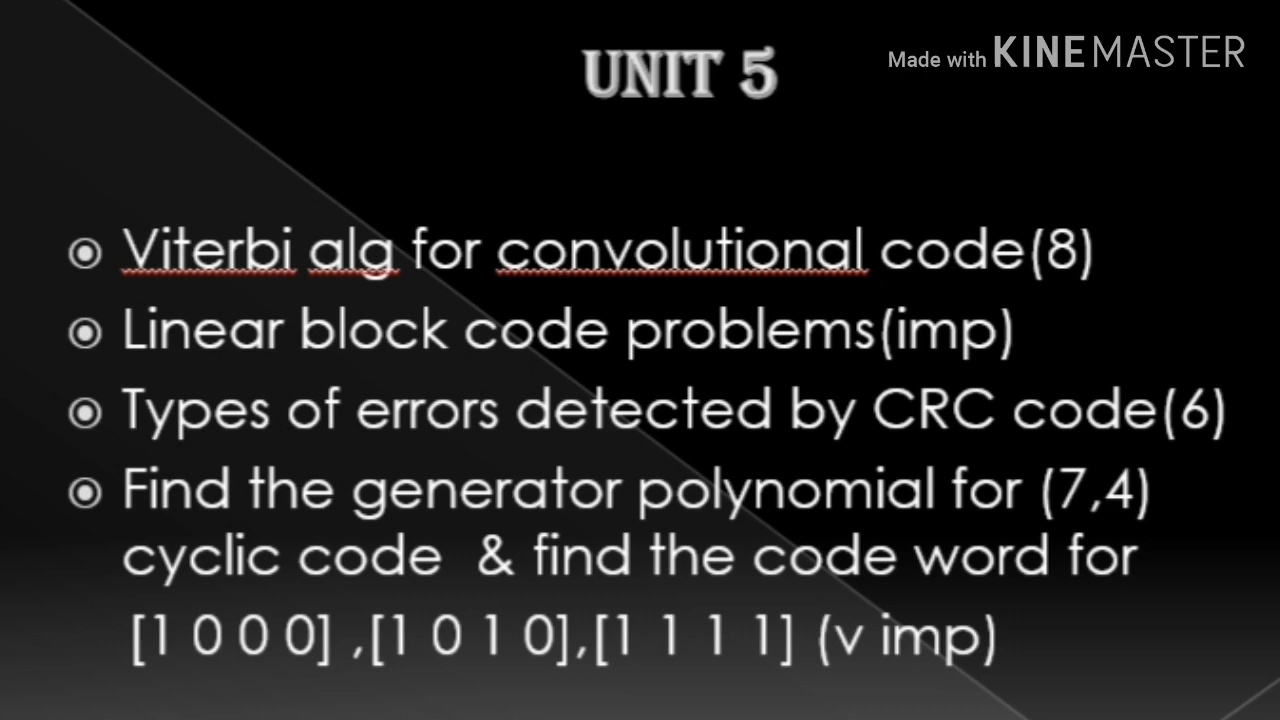 UNIT 5
Made with KINEMASTER
Viterbi alg for convolutional code(8)
Linear block code problems(imp)
Types of errors detected by CRC code(6)
Find the generator polynomial for (7,4)
cyclic code & find the code word for
[1 0 0 0] ,[1 0 1 0],[1 1 1 1] (v imp)